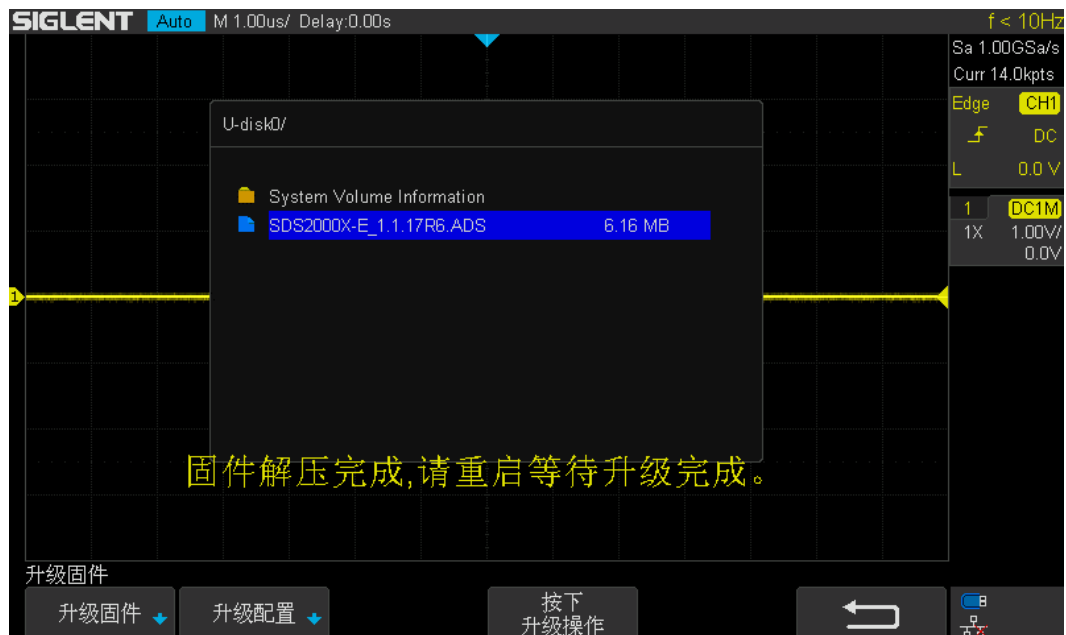 SIGLENT Auto M 1.00us/ Delay:0.00s f < 10Hz
Sa 1.00GSa/s
Curr 14.0kpts
Edge CH1
DC
L 0.0 V
1 DC1M
1X 1.00V/
0.0V
U-disk0/
System Volume Information
SDS2000X-E_1.1.17R6.ADS 6.16 MB
1
固件解压完成,请重启等待升级完成。
升级固件
升级固件 升级配置 按下
升级操作